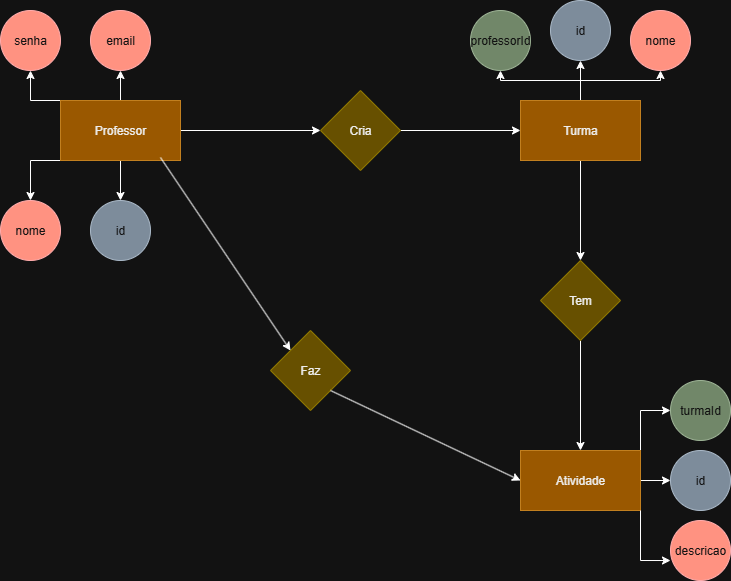 senha
email
professorId
id
nome
Professor
Cria
Turma
nome
id
Tem
Faz
turmaId
Atividade
id
descricao